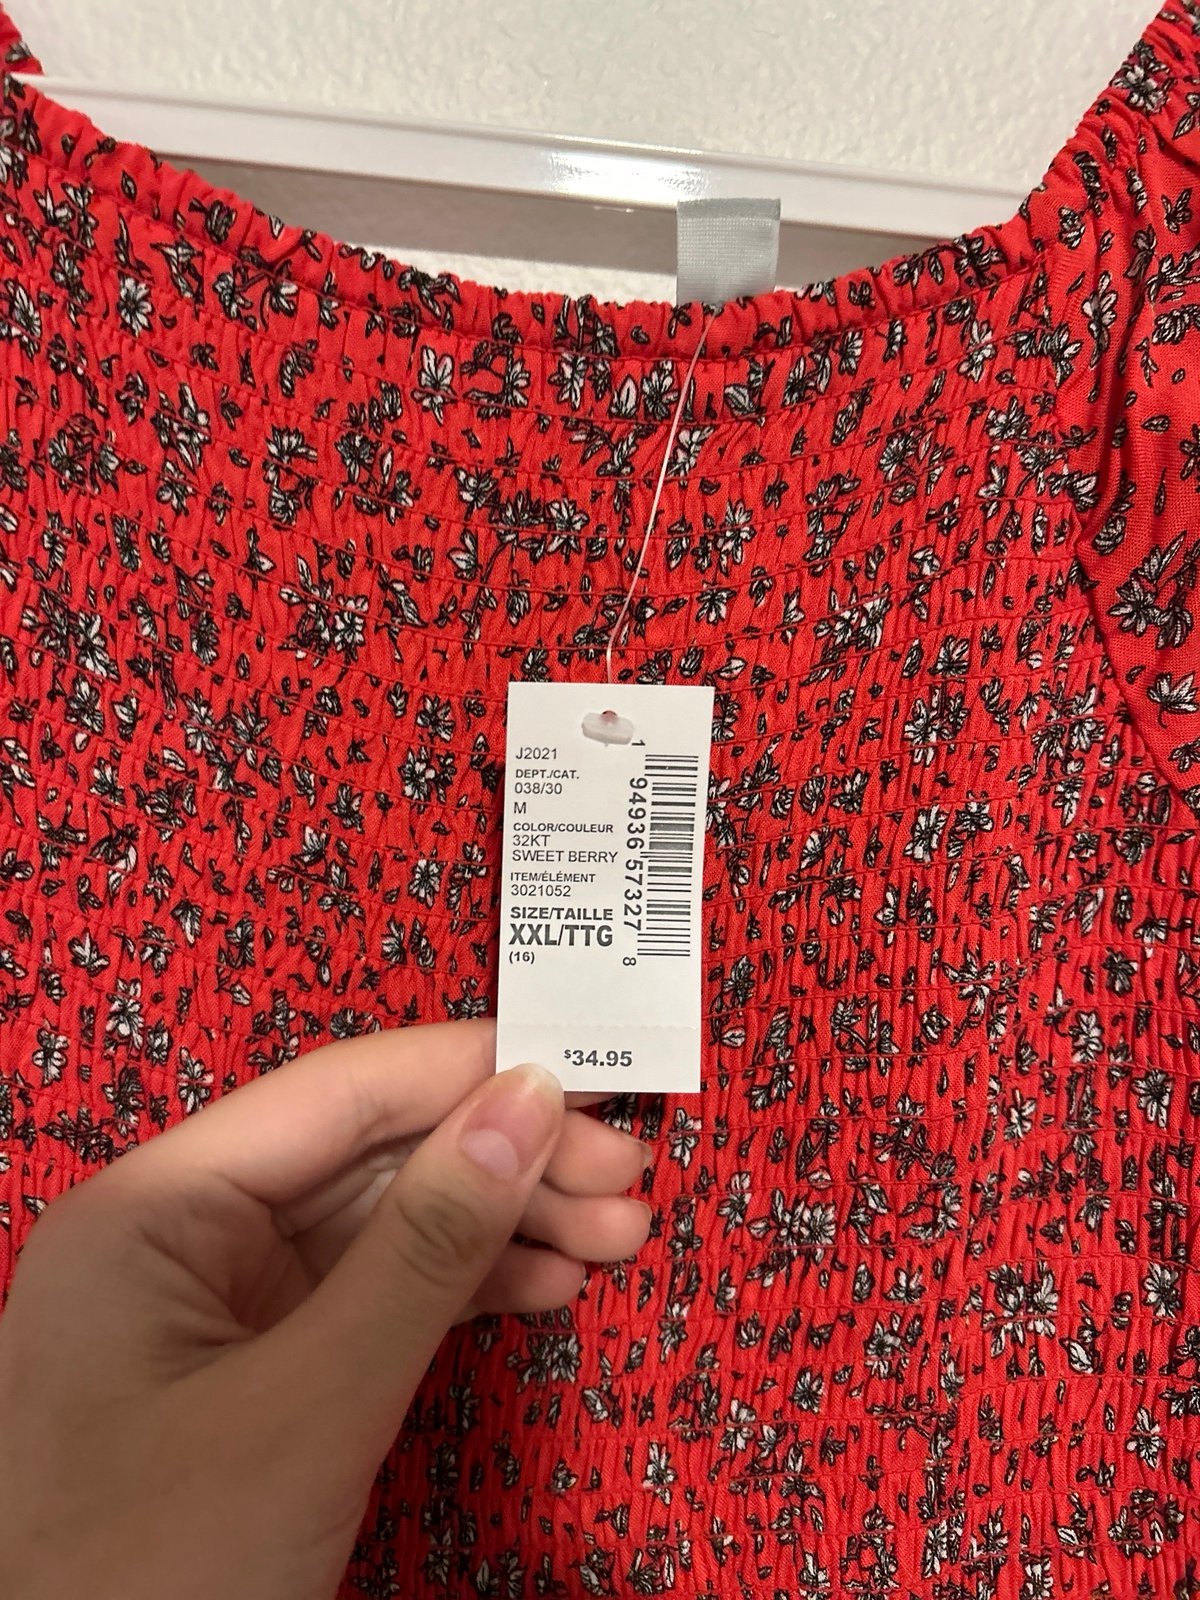 J2021
DEPT./CAT.
038/30
M
COLOR/COULEUR
32KT
SWEET BERRY
ITEM/ÉLÉMENT
3021052
SIZE/TAILLE
XXL/TTG
(16)
1 94936 57327 8
$34.95